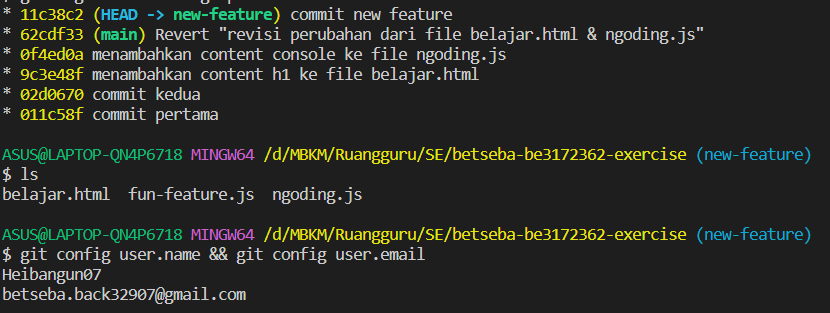 * 11c38c2 (HEAD -> new-feature) commit new feature
* 62cdf33 (main) Revert "revisi perubahan dari file belajar.html & ngoding.js"
* 0f4ed0a menambahkan content console ke file ngoding.js
* 9c3e48f menambahkan content h1 ke file belajar.html
* 02d0670 commit kedua
* 011c58f commit pertama
ASUS@LAPTOP-QN4P6718 MINGW64 /d/MBKM/Ruangguru/SE/betseba-be3172362-exercise (new-feature)
$ ls
belajar.html  fun-feature.js  ngoding.js
ASUS@LAPTOP-QN4P6718 MINGW64 /d/MBKM/Ruangguru/SE/betseba-be3172362-exercise (new-feature)
$ git config user.name && git config user.email
Heibangun07
betseba.back32907@gmail.com